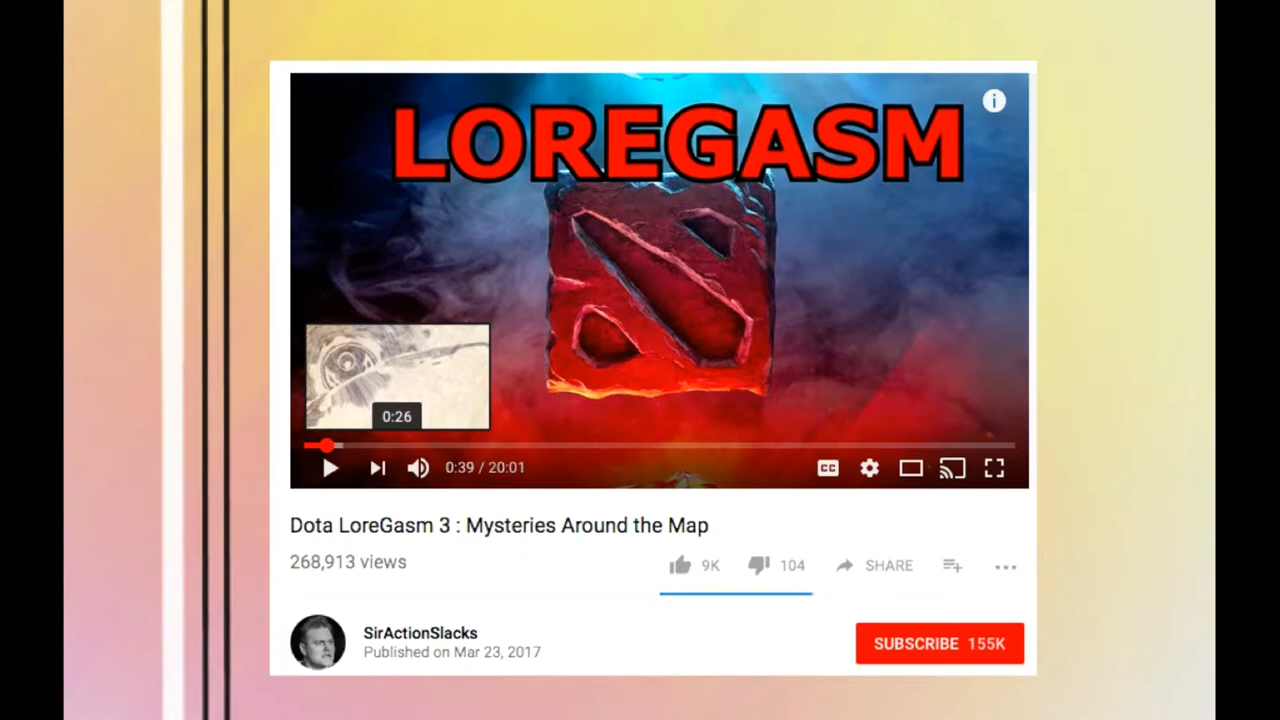 LOREGASM
i
0:26
0:39 / 20:01
CC
Dota LoreGasm 3 : Mysteries Around the Map
268,913 views
9K 104 SHARE
SirActionSlacks
Published on Mar 23, 2017
SUBSCRIBE 155K